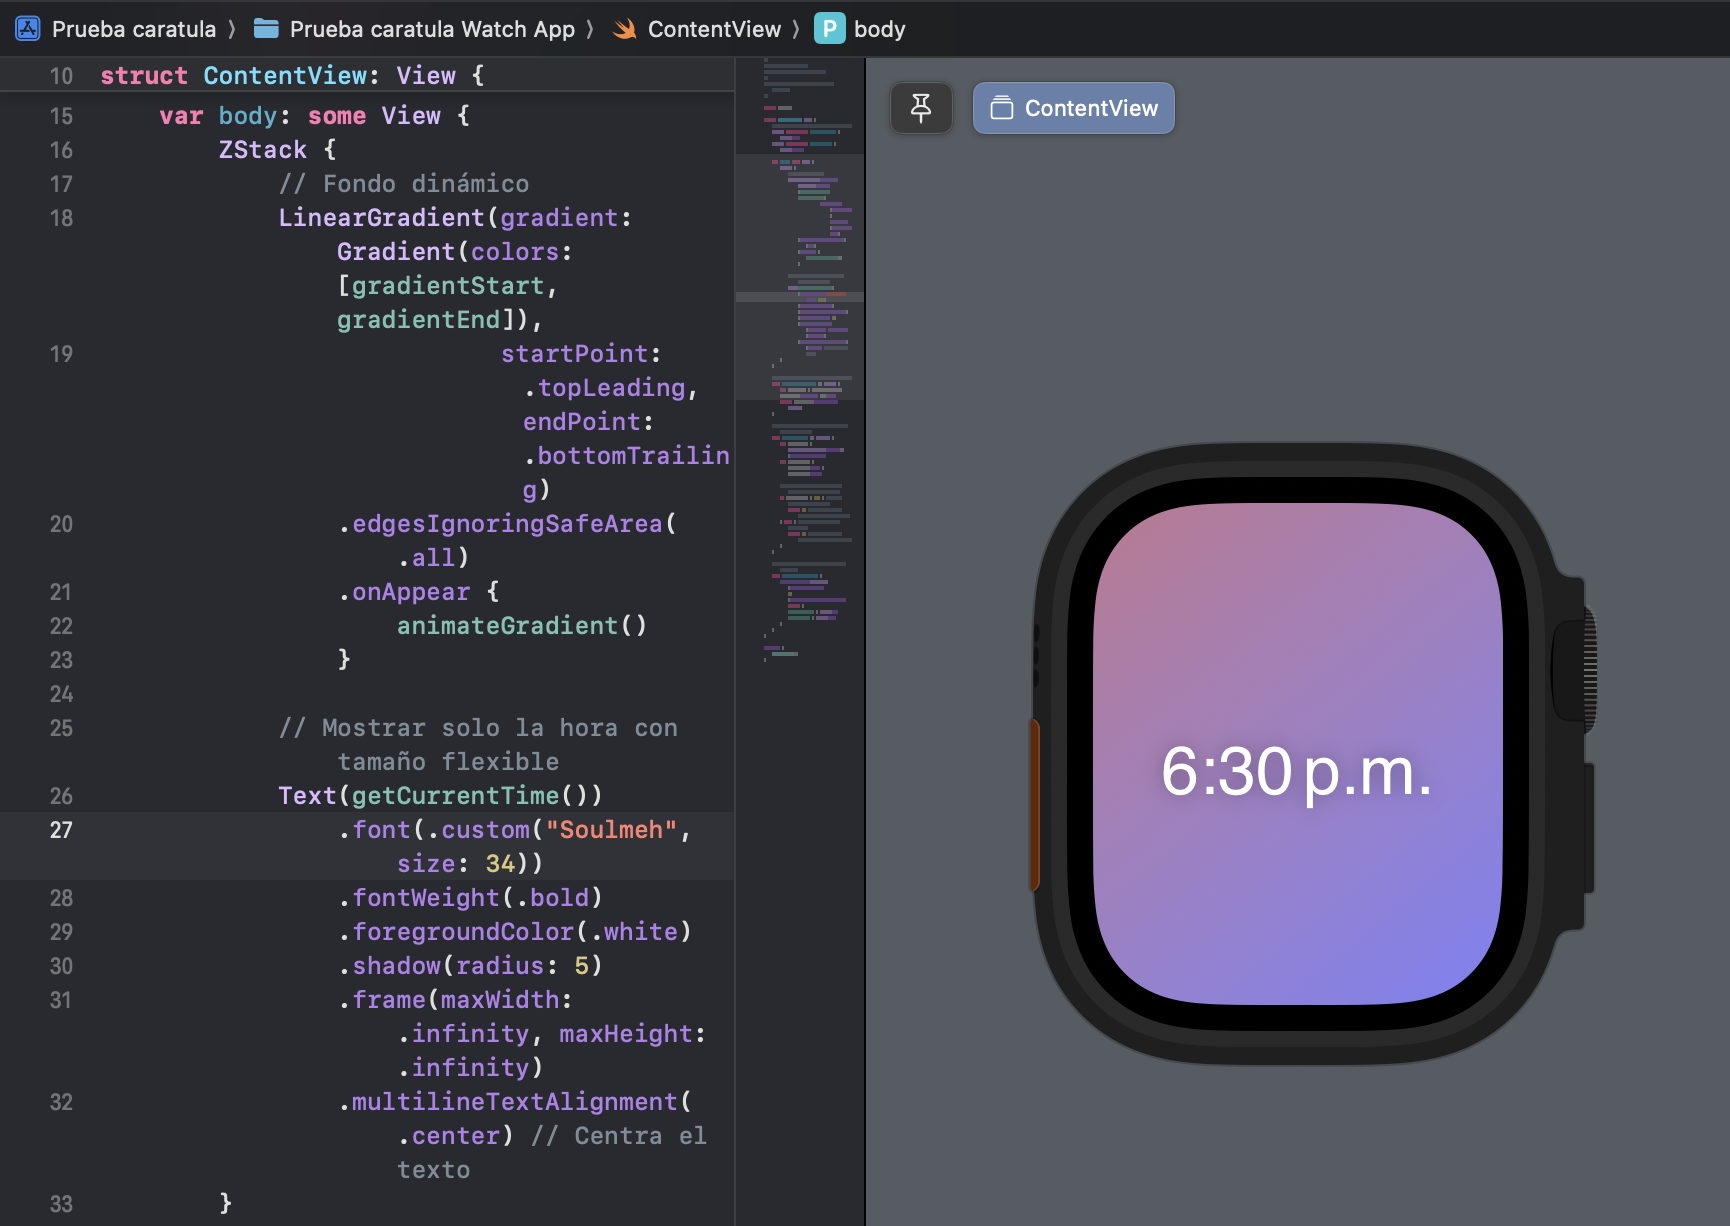 Prueba caratula 〉 Prueba caratula Watch App 〉 ContentView 〉 P body
10 struct ContentView: View {
15 var body: some View {
16 ZStack {
17 // Fondo dinámico
18 LinearGradient(gradient:
Gradient(colors:
[gradientStart,
gradientEnd]),
19 startPoint:
.topLeading,
endPoint:
.bottomTrailin
g)
20 .edgesIgnoringSafeArea(
.all)
21 .onAppear {
22 animateGradient()
23 }
24
25 // Mostrar solo la hora con
tamaño flexible
26 Text(getCurrentTime())
27 .font(.custom("Soulmeh",
size: 34))
28 .fontWeight(.bold)
29 .foregroundColor(.white)
30 .shadow(radius: 5)
31 .frame(maxWidth:
.infinity, maxHeight:
.infinity)
32 .multilineTextAlignment(
.center) // Centra el
texto
33 }
ContentView
6:30 p.m.